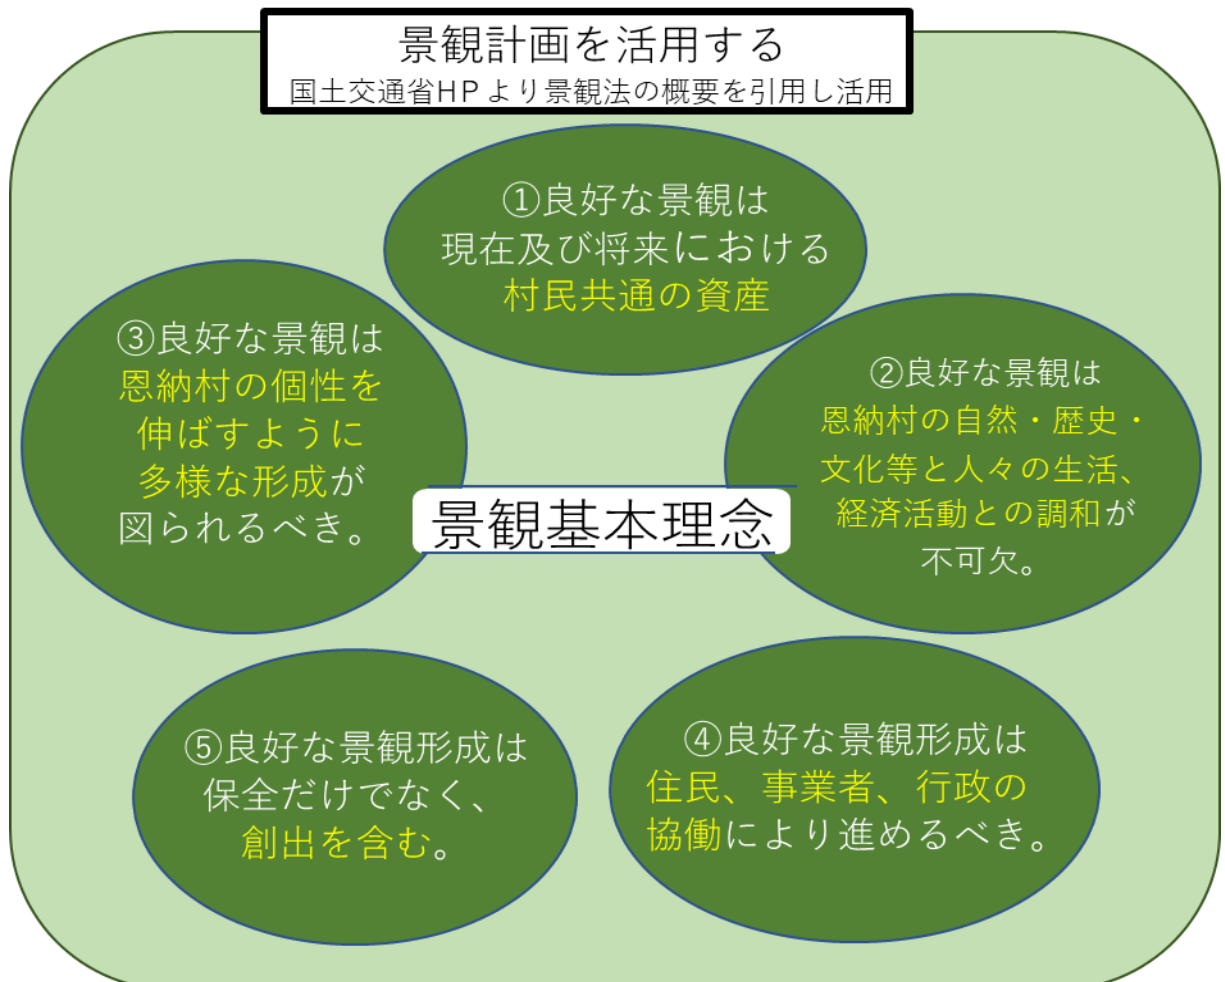 景観計画を活用する
国土交通省HPより景観法の概要を引用し活用
①良好な景観は
現在及び将来における
村民共通の資産
②良好な景観は
恩納村の自然・歴史・
文化等と人々の生活、
経済活動との調和が
不可欠。
③良好な景観は
恩納村の個性を
伸ばすように
多様な形成が
図られるべき。
景観基本理念
④良好な景観形成は
住民、事業者、行政の
協働により進めるべき。
⑤良好な景観形成は
保全だけでなく、
創出を含む。